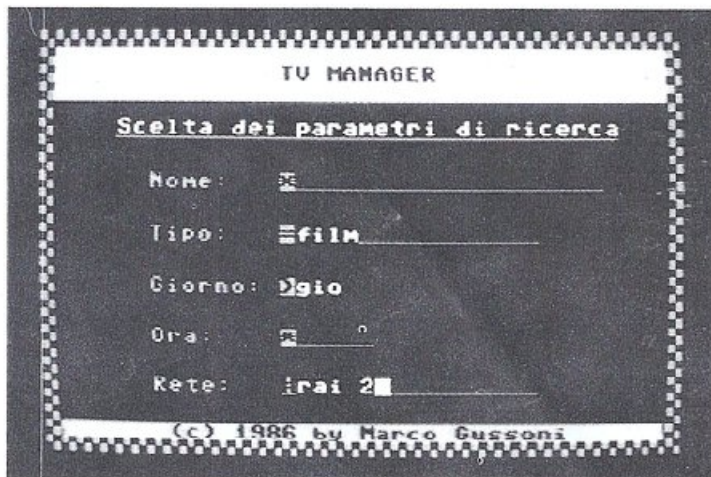 TV MANAGER
Scelta dei parametri di ricerca
Nome: *
Tipo: =film
Giorno: >gio
Ora: *
Rete: irai 2
(c) 1986 by Marco Gussoni